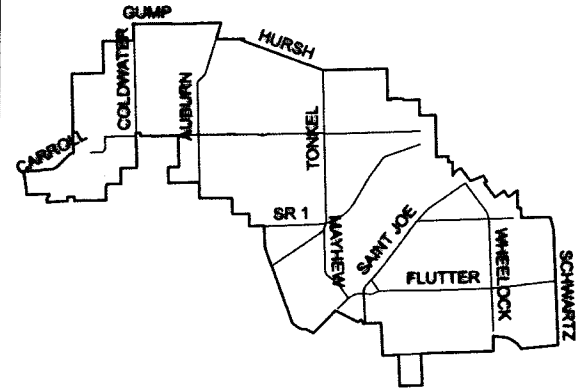 GUMP
HURSH
COLDWATER
AUBURN
CARROLL
TONKEL
SR 1
MAYHEW
SAINT JOE
FLUTTER
WHEELOCK
SCHWARTZ